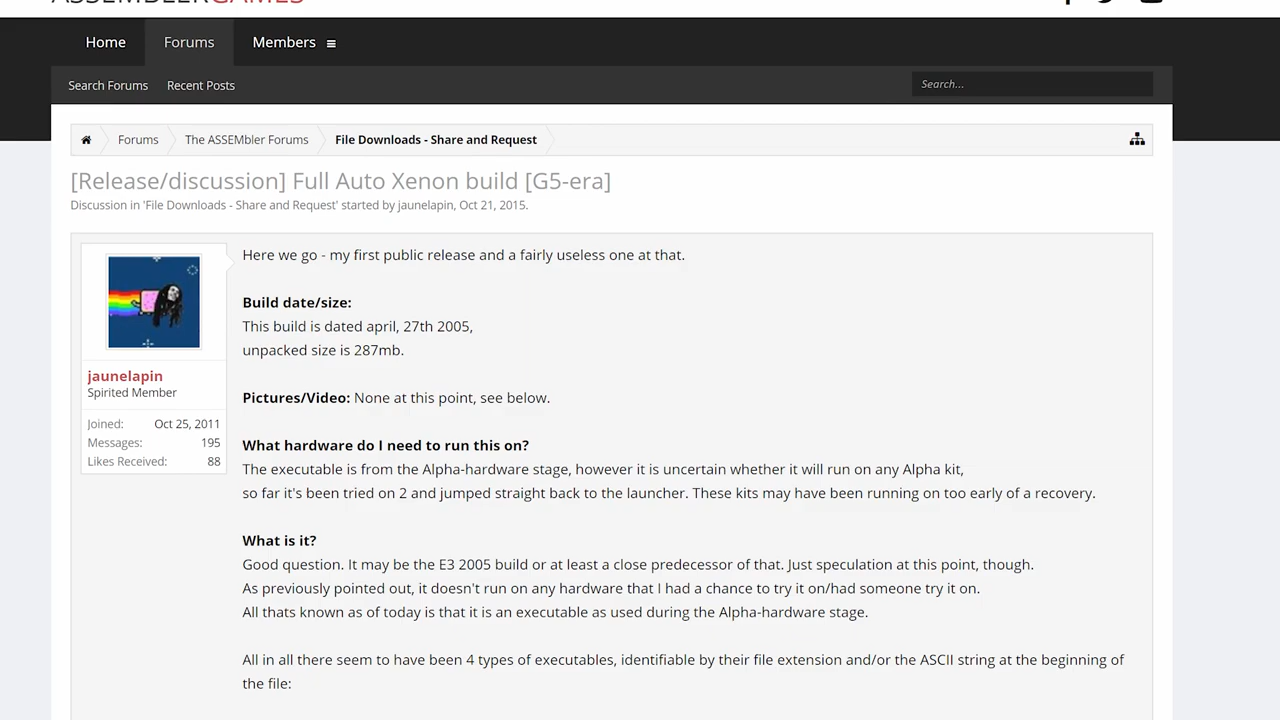 ASSEMBLERGAMES
Home
Forums
Members
Search Forums
Recent Posts
Search...
Forums
The ASSEMbler Forums
File Downloads - Share and Request
[Release/discussion] Full Auto Xenon build [G5-era]
Discussion in 'File Downloads - Share and Request' started by jaunelapin, Oct 21, 2015.
jaunelapin
Spirited Member
Joined: Oct 25, 2011
Messages: 195
Likes Received: 88
Here we go - my first public release and a fairly useless one at that.
Build date/size:
This build is dated april, 27th 2005,
unpacked size is 287mb.
Pictures/Video: None at this point, see below.
What hardware do I need to run this on?
The executable is from the Alpha-hardware stage, however it is uncertain whether it will run on any Alpha kit,
so far it's been tried on 2 and jumped straight back to the launcher. These kits may have been running on too early of a recovery.
What is it?
Good question. It may be the E3 2005 build or at least a close predecessor of that. Just speculation at this point, though.
As previously pointed out, it doesn't run on any hardware that I had a chance to try it on/had someone try it on.
All thats known as of today is that it is an executable as used during the Alpha-hardware stage.
All in all there seem to have been 4 types of executables, identifiable by their file extension and/or the ASCII string at the beginning of
the file: